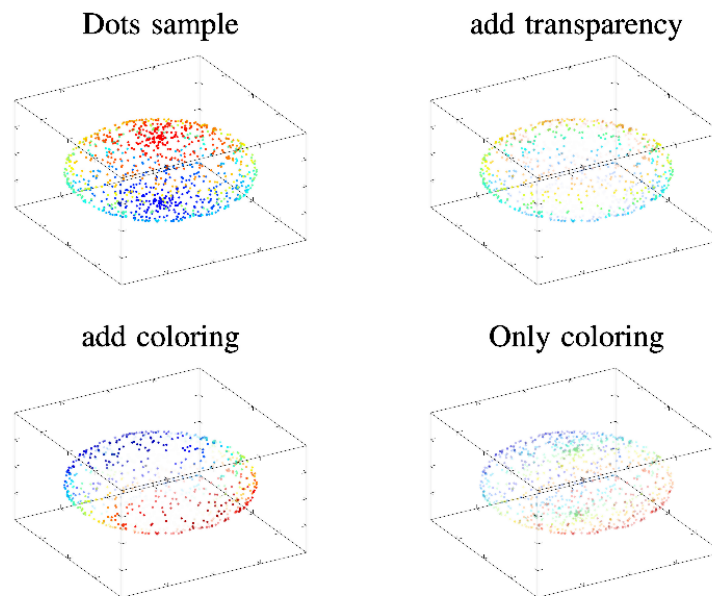 Dots sample
add transparency
add coloring
Only coloring